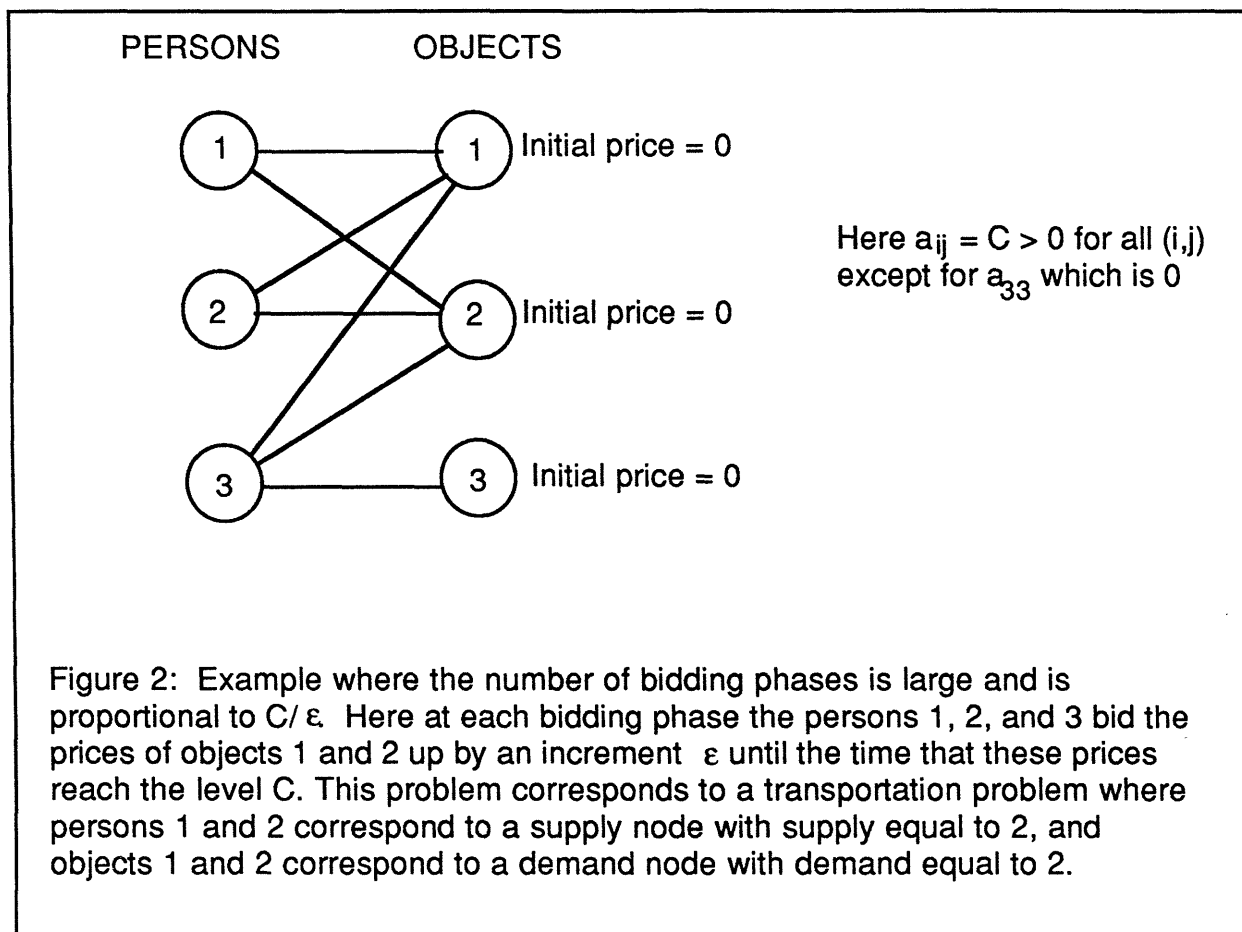 PERSONS OBJECTS
1 1 Initial price = 0
Here aij = C > 0 for all (i,j)
except for a33 which is 0
2 2 Initial price = 0
3 3 Initial price = 0
Figure 2: Example where the number of bidding phases is large and is
proportional to C/ ε Here at each bidding phase the persons 1, 2, and 3 bid the
prices of objects 1 and 2 up by an increment ε until the time that these prices
reach the level C. This problem corresponds to a transportation problem where
persons 1 and 2 correspond to a supply node with supply equal to 2, and
objects 1 and 2 correspond to a demand node with demand equal to 2.